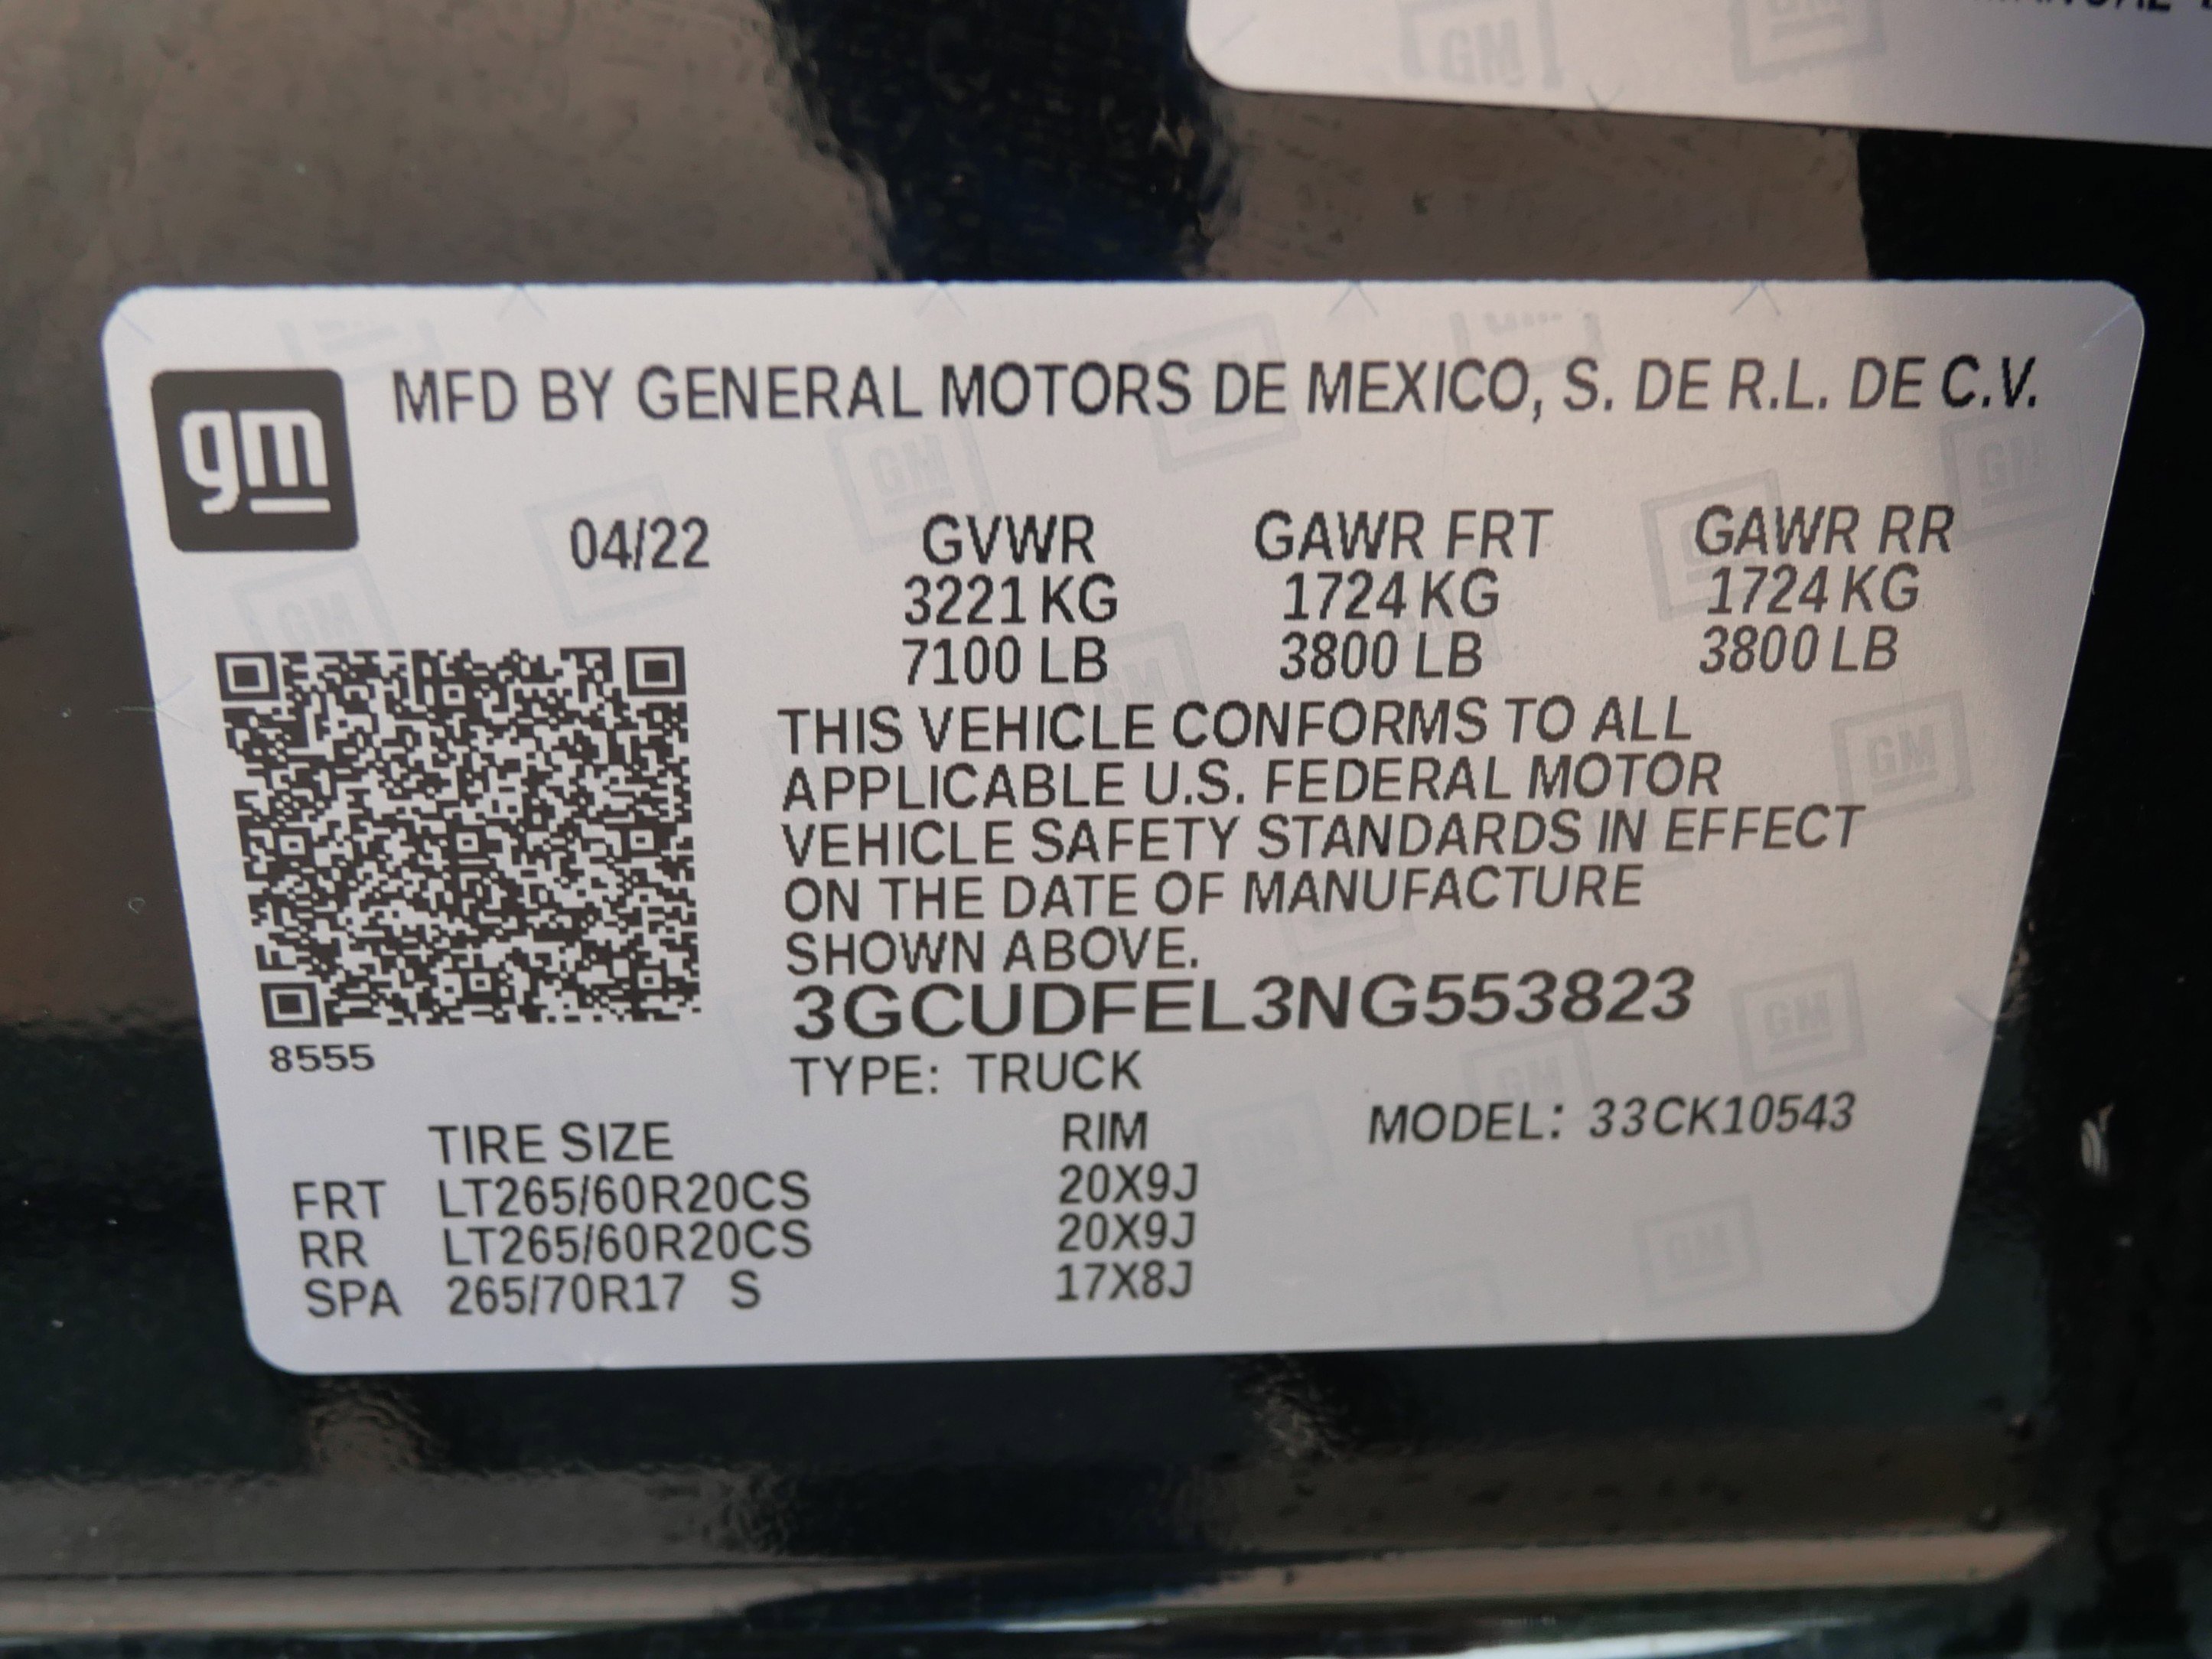 gm
MFD BY GENERAL MOTORS DE MEXICO, S. DE R.L. DE C.V.
04/22 GVWR GAWR FRT GAWR RR
3221 KG 1724 KG 1724 KG
7100 LB 3800 LB 3800 LB
THIS VEHICLE CONFORMS TO ALL
APPLICABLE U.S. FEDERAL MOTOR
VEHICLE SAFETY STANDARDS IN EFFECT
ON THE DATE OF MANUFACTURE
SHOWN ABOVE.
3GCUDFEL3NG553823
8555
TYPE: TRUCK
TIRE SIZE RIM MODEL: 33CK10543
FRT LT265/60R20CS 20X9J
RR LT265/60R20CS 20X9J
SPA 265/70R17 S 17X8J